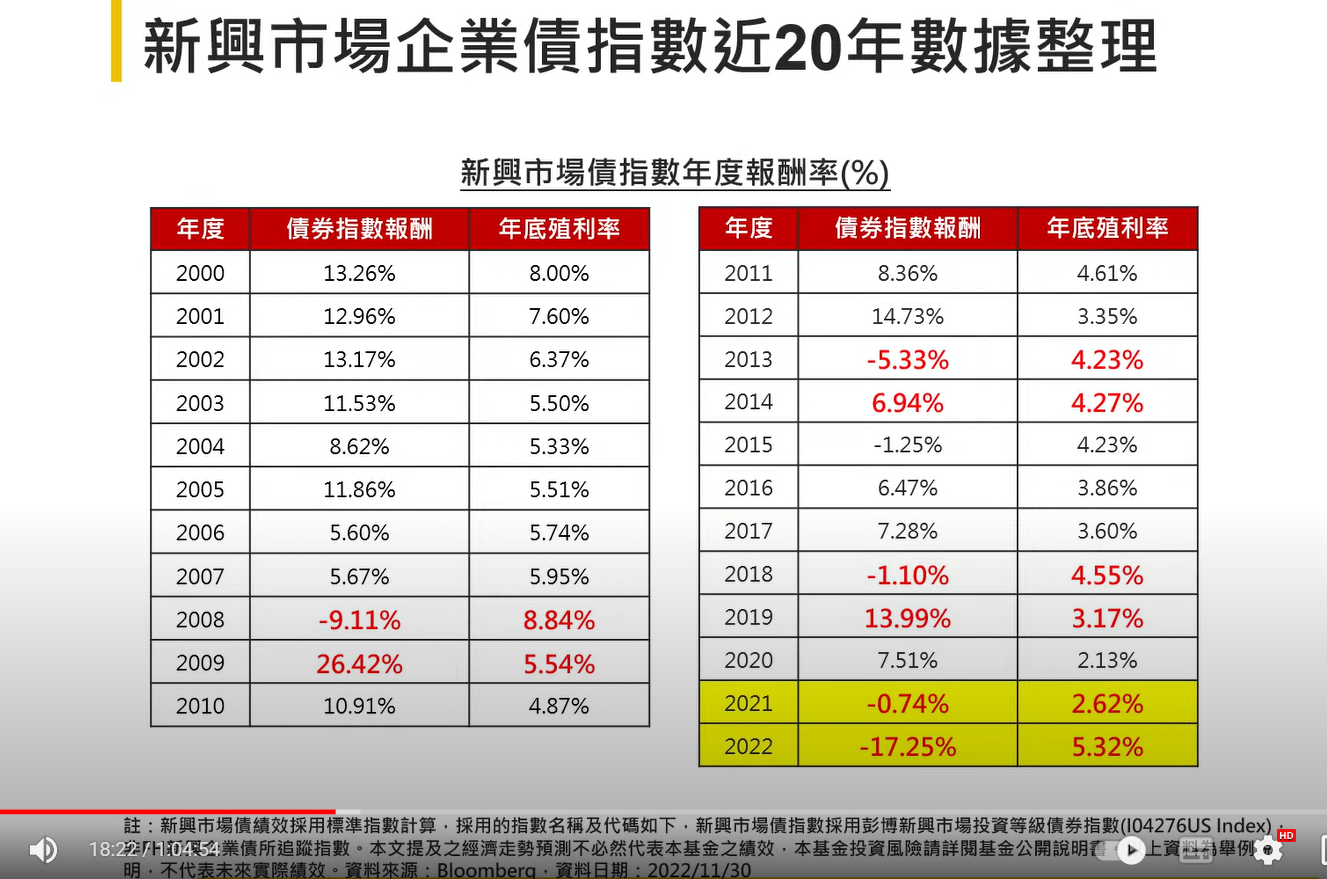 新興市場企業債指數近20年數據整理
新興市場債指數年度報酬率(%)
年度 債券指數報酬 年底殖利率
2000 13.26% 8.00%
2001 12.96% 7.60%
2002 13.17% 6.37%
2003 11.53% 5.50%
2004 8.62% 5.33%
2005 11.86% 5.51%
2006 5.60% 5.74%
2007 5.67% 5.95%
2008 -9.11% 8.84%
2009 26.42% 5.54%
2010 10.91% 4.87%
年度 債券指數報酬 年底殖利率
2011 8.36% 4.61%
2012 14.73% 3.35%
2013 -5.33% 4.23%
2014 6.94% 4.27%
2015 -1.25% 4.23%
2016 6.47% 3.86%
2017 7.28% 3.60%
2018 -1.10% 4.55%
2019 13.99% 3.17%
2020 7.51% 2.13%
2021 -0.74% 2.62%
2022 -17.25% 5.32%
註：新興市場債績效採用標準指數計算，採用的指數名稱及代碼如下，新興市場債指數採用彭博新興市場投資等級債券指數(I04276US Index)，
企業債所追蹤指數。本文提及之經濟走勢預測不必然代表本基金之績效，本基金投資風險請詳閱基金公開說明書 上資 為舉例
明，不代表未來實際績效。資料來源：Bloomberg，資料日期：2022/11/30
18:22 / 1:04:54
HD